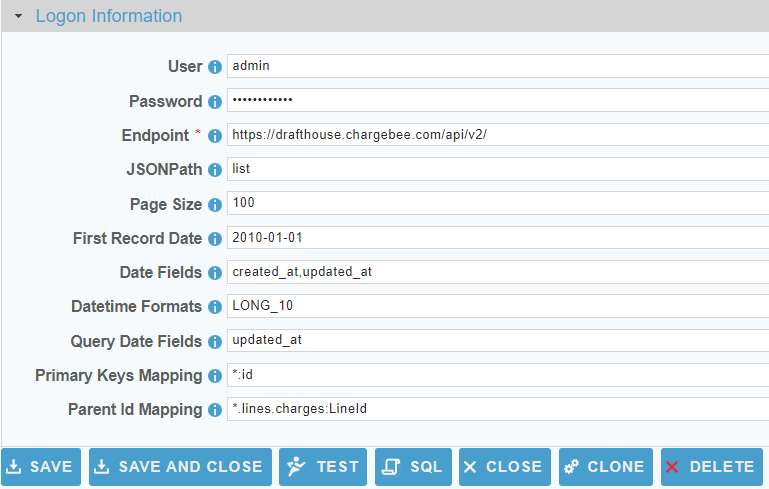 Logon Information
User admin
Password ••••••••••••
Endpoint * https://drafthouse.chargebee.com/api/v2/
JSONPath list
Page Size 100
First Record Date 2010-01-01
Date Fields created_at,updated_at
Datetime Formats LONG_10
Query Date Fields updated_at
Primary Keys Mapping *:id
Parent Id Mapping *.lines.charges:LineId
SAVE SAVE AND CLOSE TEST SQL CLOSE CLONE DELETE